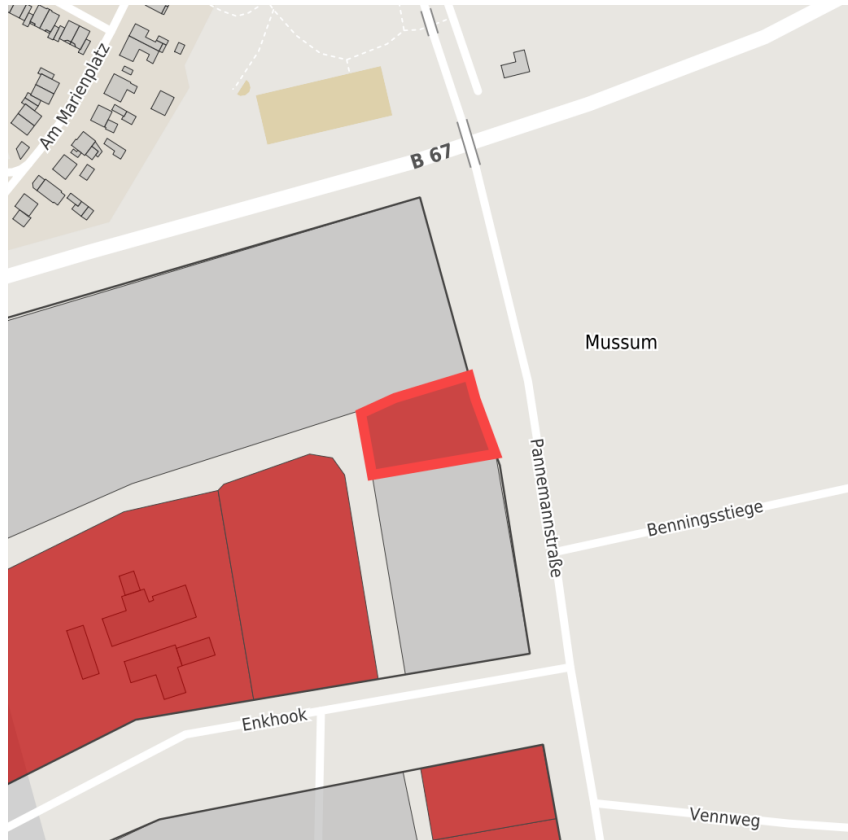 Am Marienplatz
B 67
Mussum
Pannemannstraße
Benningsstiege
Enkhook
Vennweg